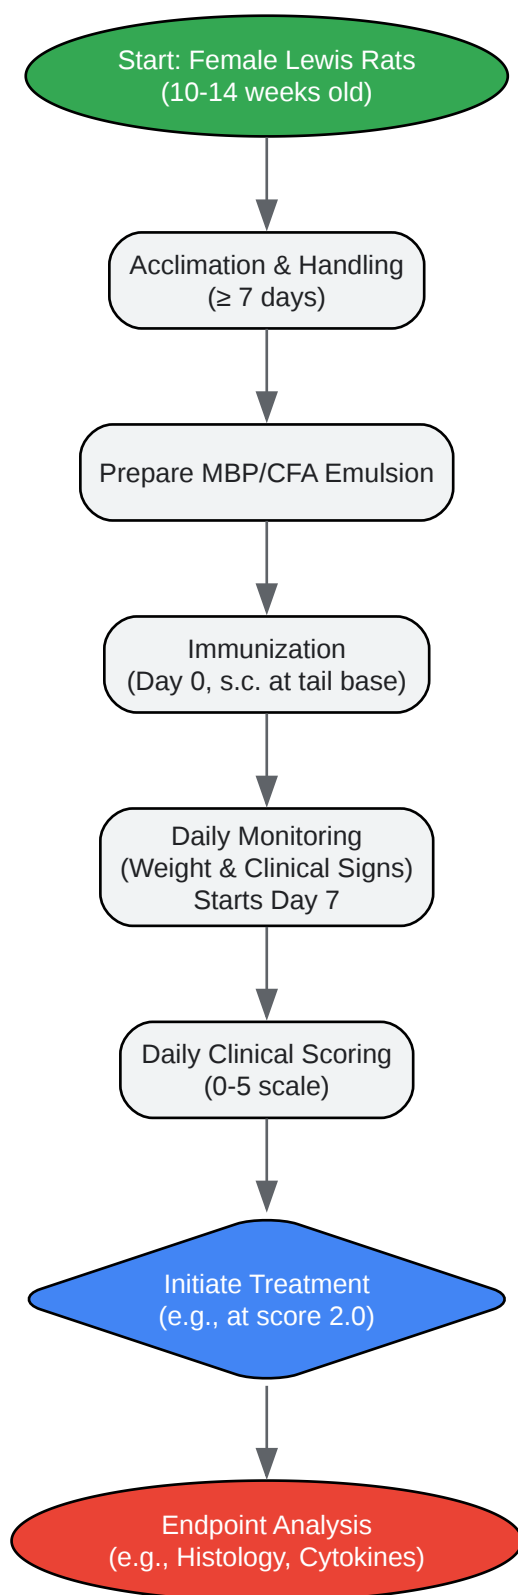 Start: Female Lewis Rats
(10-14 weeks old)
Acclimation & Handling
(≥ 7 days)
Prepare MBP/CFA Emulsion
Immunization
(Day 0, s.c. at tail base)
Daily Monitoring
(Weight & Clinical Signs)
Starts Day 7
Daily Clinical Scoring
(0-5 scale)
Initiate Treatment
(e.g., at score 2.0)
Endpoint Analysis
(e.g., Histology, Cytokines)